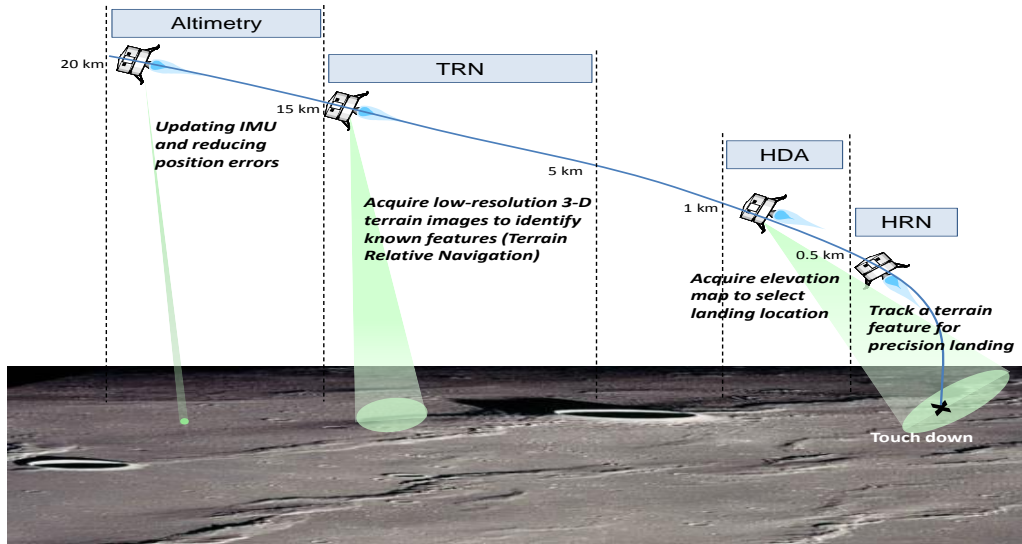 Altimetry
TRN
20 km
15 km
Updating IMU
and reducing
position errors
5 km
HDA
Acquire low-resolution 3-D
terrain images to identify
known features (Terrain
Relative Navigation)
1 km
HRN
0.5 km
Acquire elevation
map to select
landing location
Track a terrain
feature for
precision landing
Touch down